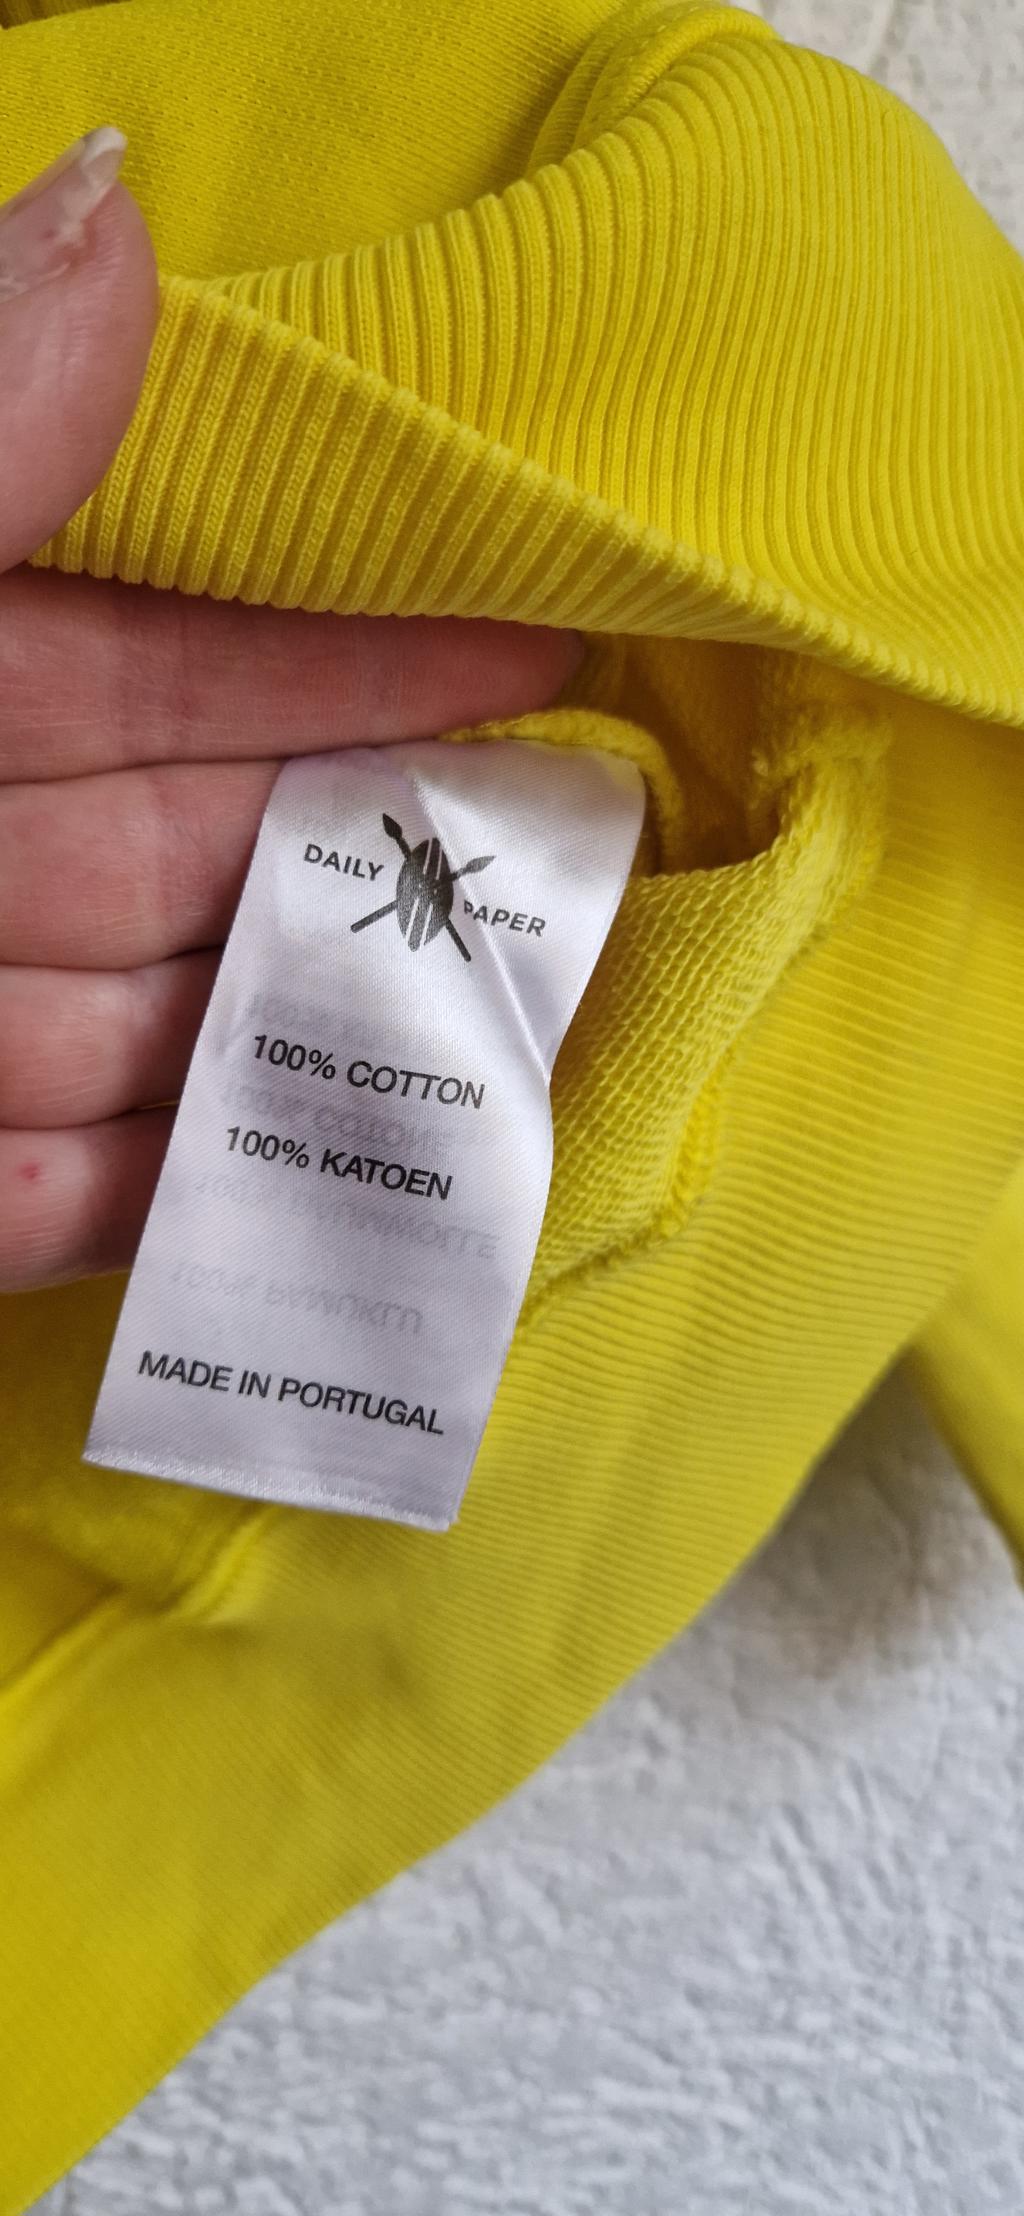 DAILY PAPER
100% COTTON
100% KATOEN
MADE IN PORTUGAL